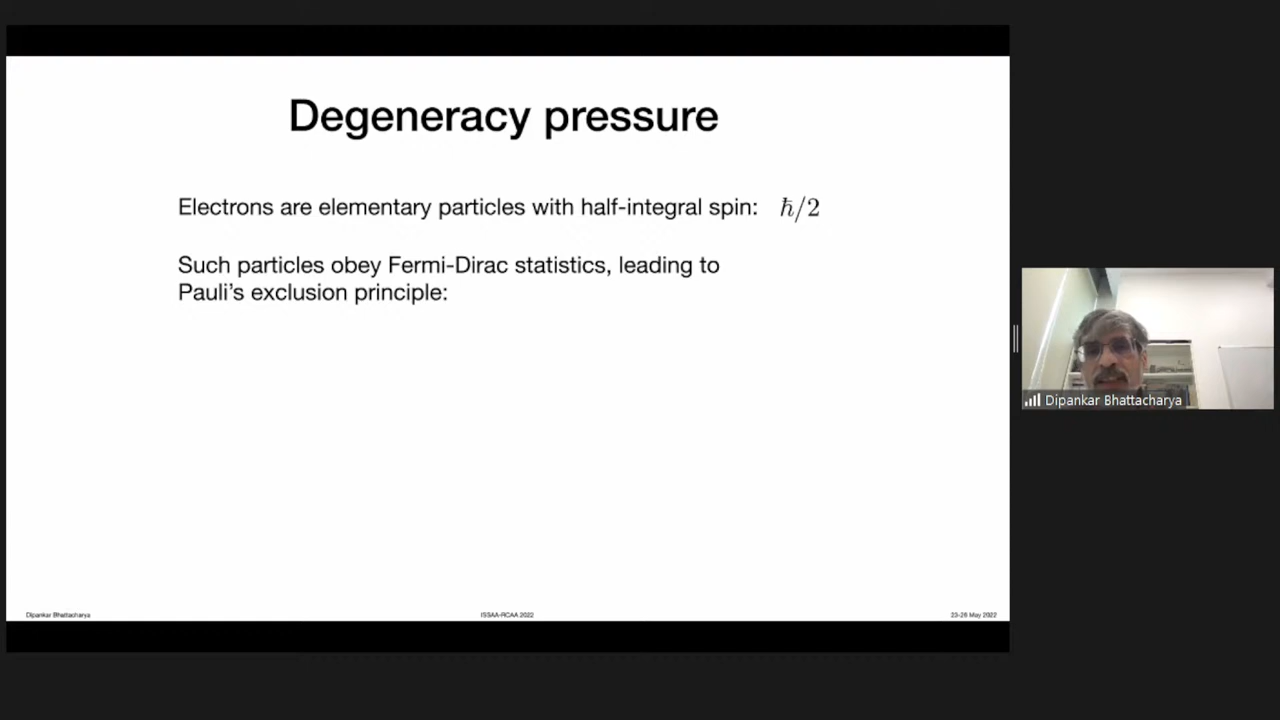 Degeneracy pressure
Electrons are elementary particles with half-integral spin: ℏ/2
Such particles obey Fermi-Dirac statistics, leading to
Pauli's exclusion principle:
Dipankar Bhattacharya
Dipankar Bhattacharya
ISSAA-RCAA 2022
23-28 May 2022